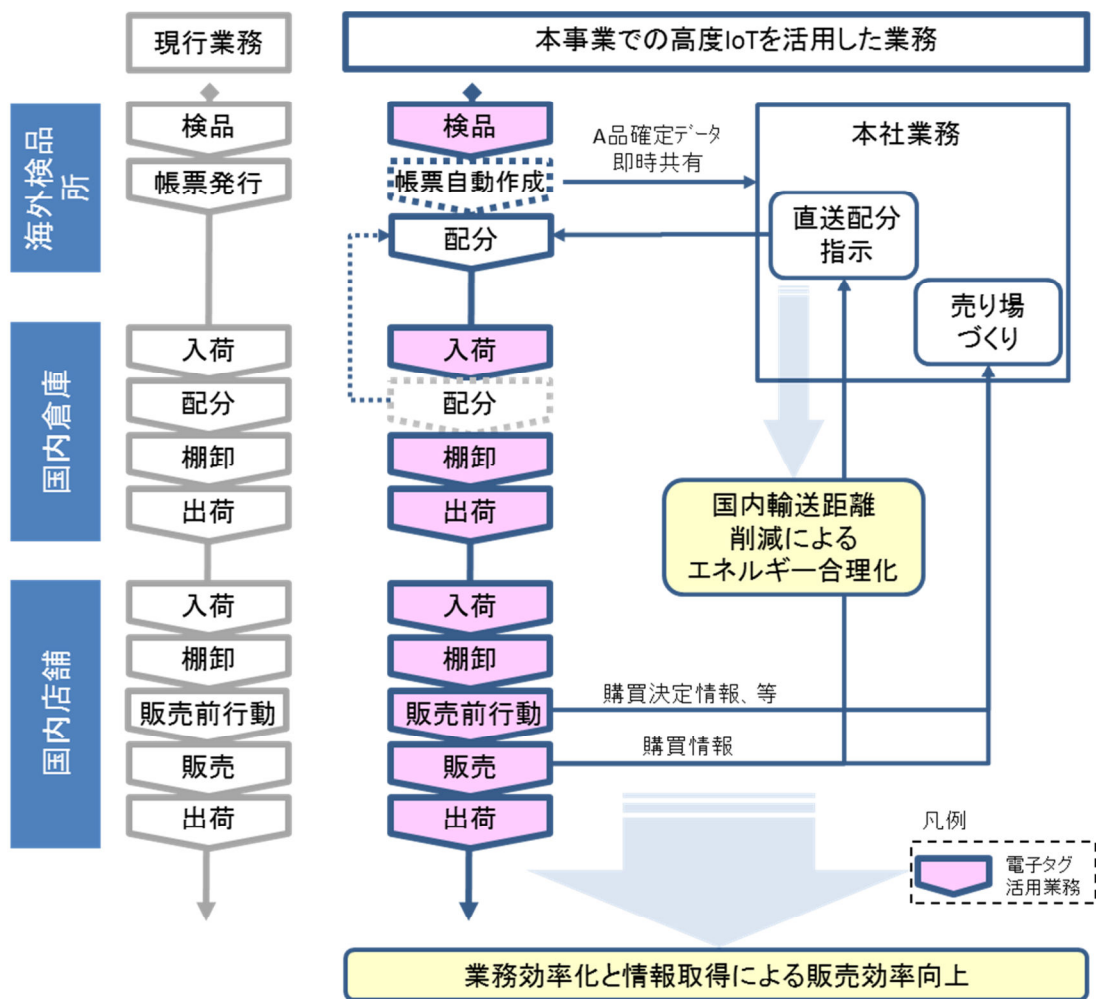 現行業務
本事業での高度IoTを活用した業務
海外検品
所
検品
帳票発行
検品
帳票自動作成
配分
A品確定データ
即時共有
本社業務
直送配分
指示
売り場
づくり
国内倉庫
入荷
配分
棚卸
出荷
入荷
配分
棚卸
出荷
国内輸送距離
削減による
エネルギー合理化
国内店舗
入荷
棚卸
販売前行動
販売
出荷
入荷
棚卸
販売前行動
販売
出荷
購買決定情報、等
購買情報
凡例
電子タグ
活用業務
業務効率化と情報取得による販売効率向上